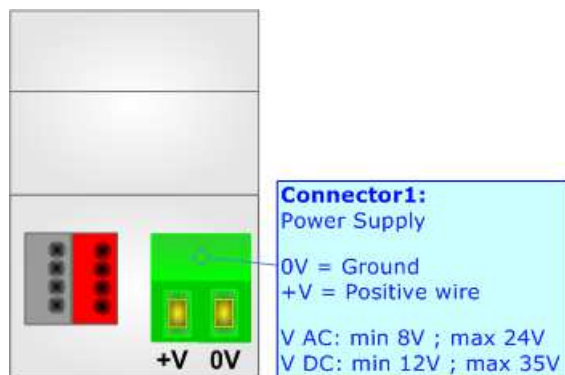 Connector1:
Power Supply
0V = Ground
+V = Positive wire
V AC: min 8V ; max 24V
V DC: min 12V ; max 35V
+V 0V